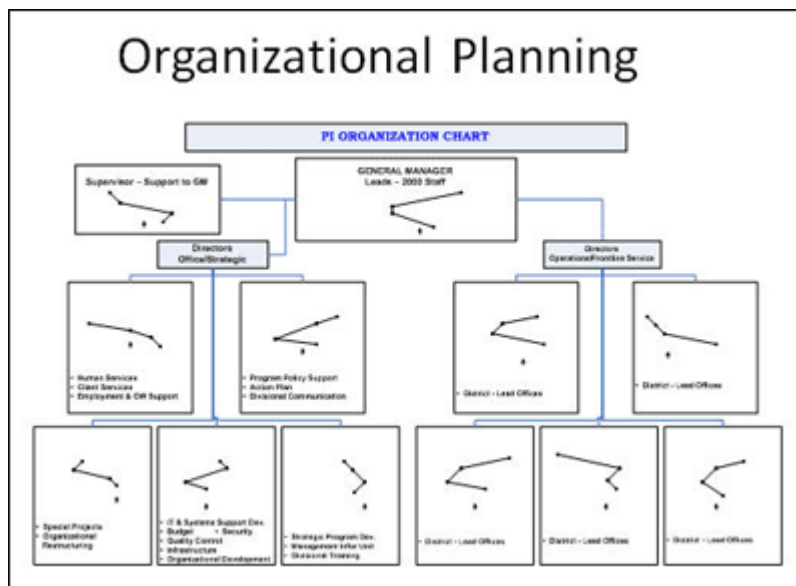 Organizational Planning
PI ORGANIZATION CHART
Supervisor – Support to GM
GENERAL MANAGER
Leads – 2000 Staff
Directors
Office/Strategic
Directors
Operations/Frontline Service
• Human Services
• Client Services
• Employment & GW Support
• Program Policy Support
• Action Plan
• Divisional Communication
• District - Lead Offices
• District - Lead Offices
• Special Projects
• Organizational
Restructuring
• IT & Systems Support Dev.
• Budget • Security
• Quality Control
• Infrastructure
• Organizational Development
• Strategic Program Dev.
• Management Infor Unit
• Divisional Training
• District - Lead Offices
• District - Lead Offices
• District - Lead Offices